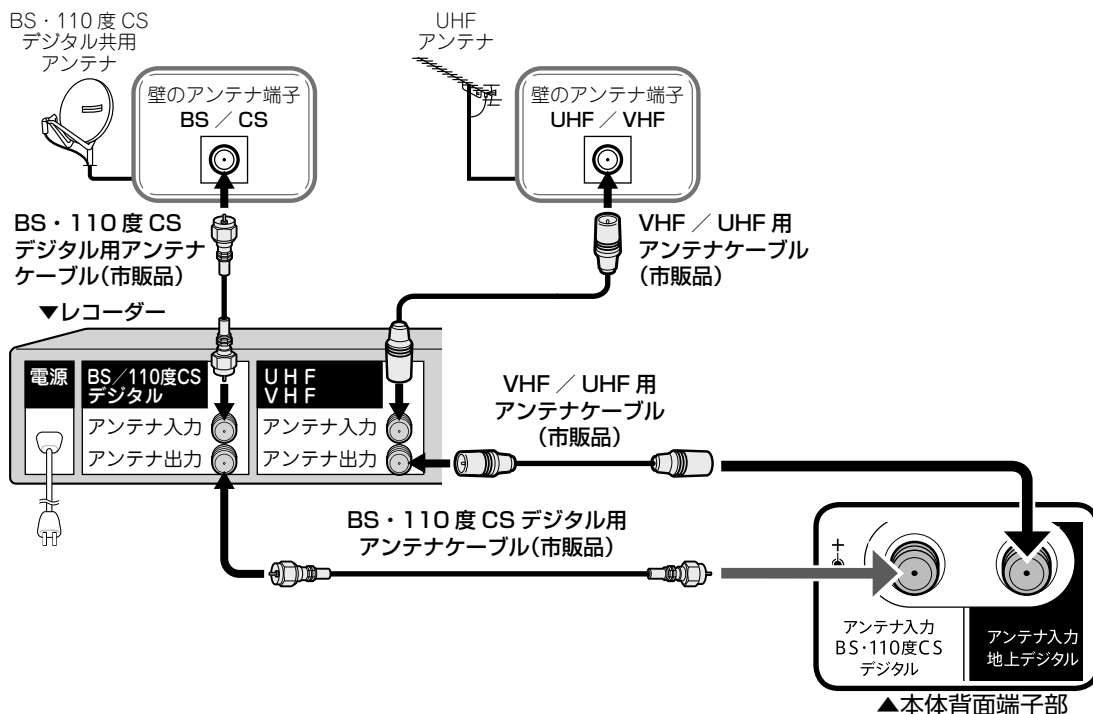 BS・110度CS
デジタル共用
アンテナ
UHF
アンテナ
壁のアンテナ端子
BS／CS
壁のアンテナ端子
UHF／VHF
BS・110度CS
デジタル用アンテナ
ケーブル（市販品）
VHF／UHF用
アンテナケーブル
（市販品）
▼レコーダー
電源
BS／110度CS
デジタル
アンテナ入力
アンテナ出力
UHF
VHF
アンテナ入力
アンテナ出力
VHF／UHF用
アンテナケーブル
（市販品）
BS・110度CSデジタル用
アンテナケーブル（市販品）
アンテナ入力
BS･110度CS
デジタル
アンテナ入力
地上デジタル
▲本体背面端子部